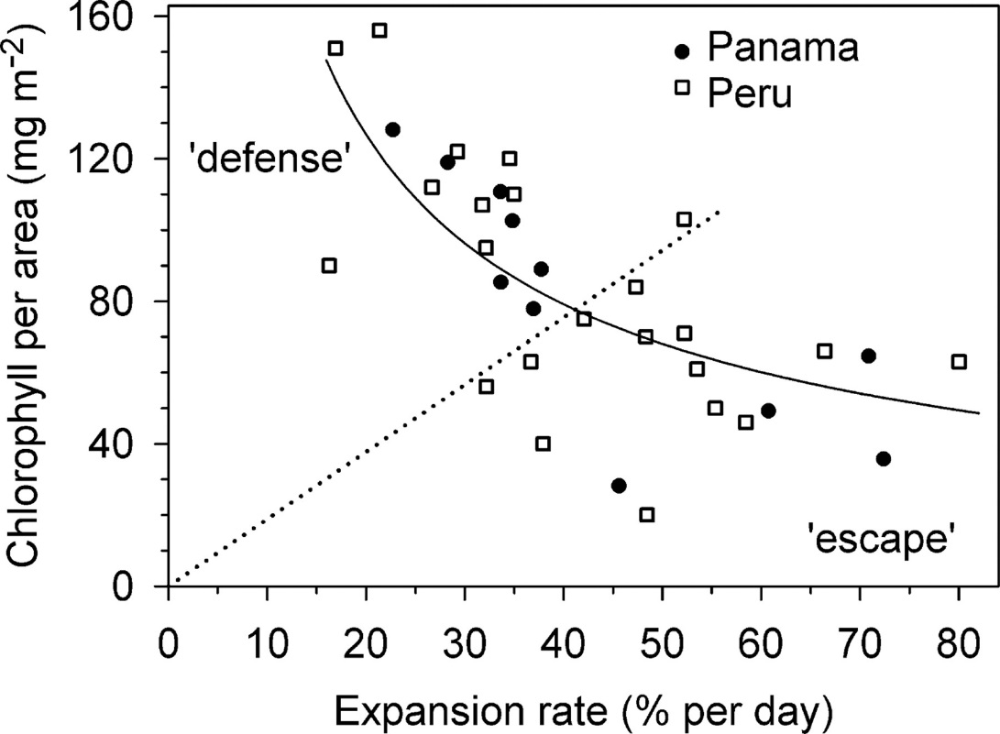 Chlorophyll per area (mg m⁻²)
160
120
80
40
0
Panama
Peru
'defense'
'escape'
0 10 20 30 40 50 60 70 80
Expansion rate (% per day)